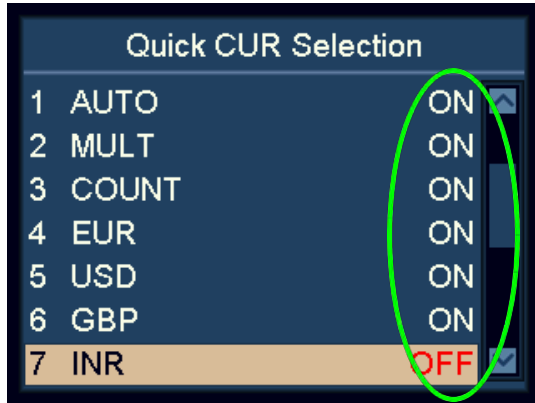 Quick CUR Selection
1 AUTO ON
2 MULT ON
3 COUNT ON
4 EUR ON
5 USD ON
6 GBP ON
7 INR OFF